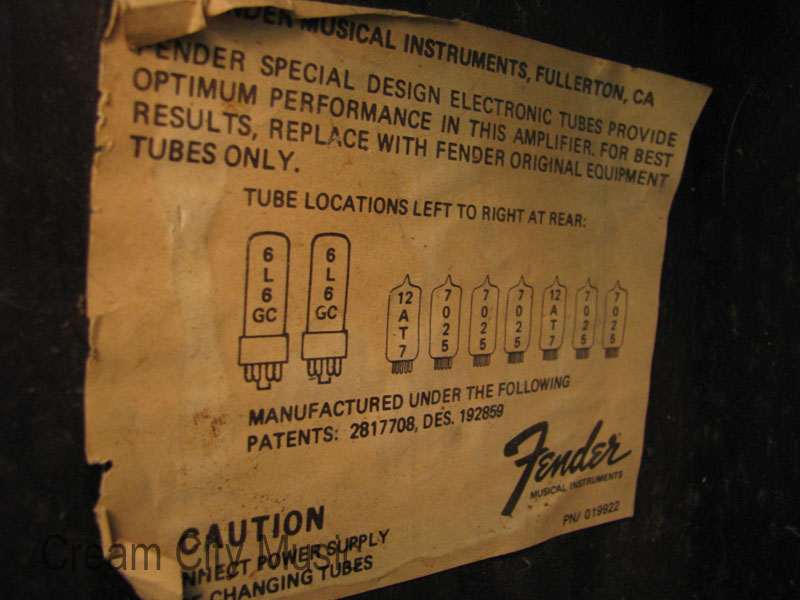 FENDER MUSICAL INSTRUMENTS, FULLERTON, CA
FENDER SPECIAL DESIGN ELECTRONIC TUBES PROVIDE
OPTIMUM PERFORMANCE IN THIS AMPLIFIER. FOR BEST
RESULTS, REPLACE WITH FENDER ORIGINAL EQUIPMENT
TUBES ONLY.
TUBE LOCATIONS LEFT TO RIGHT AT REAR:
6L6GC 6L6GC 12AT7 7025 7025 7025 12AT7 7025 7025
MANUFACTURED UNDER THE FOLLOWING
PATENTS: 2817708, DES. 192859
Fender
MUSICAL INSTRUMENTS
PN/ 019922
CAUTION
NNECT POWER SUPPLY
CHANGING TUBES
Cream City Music